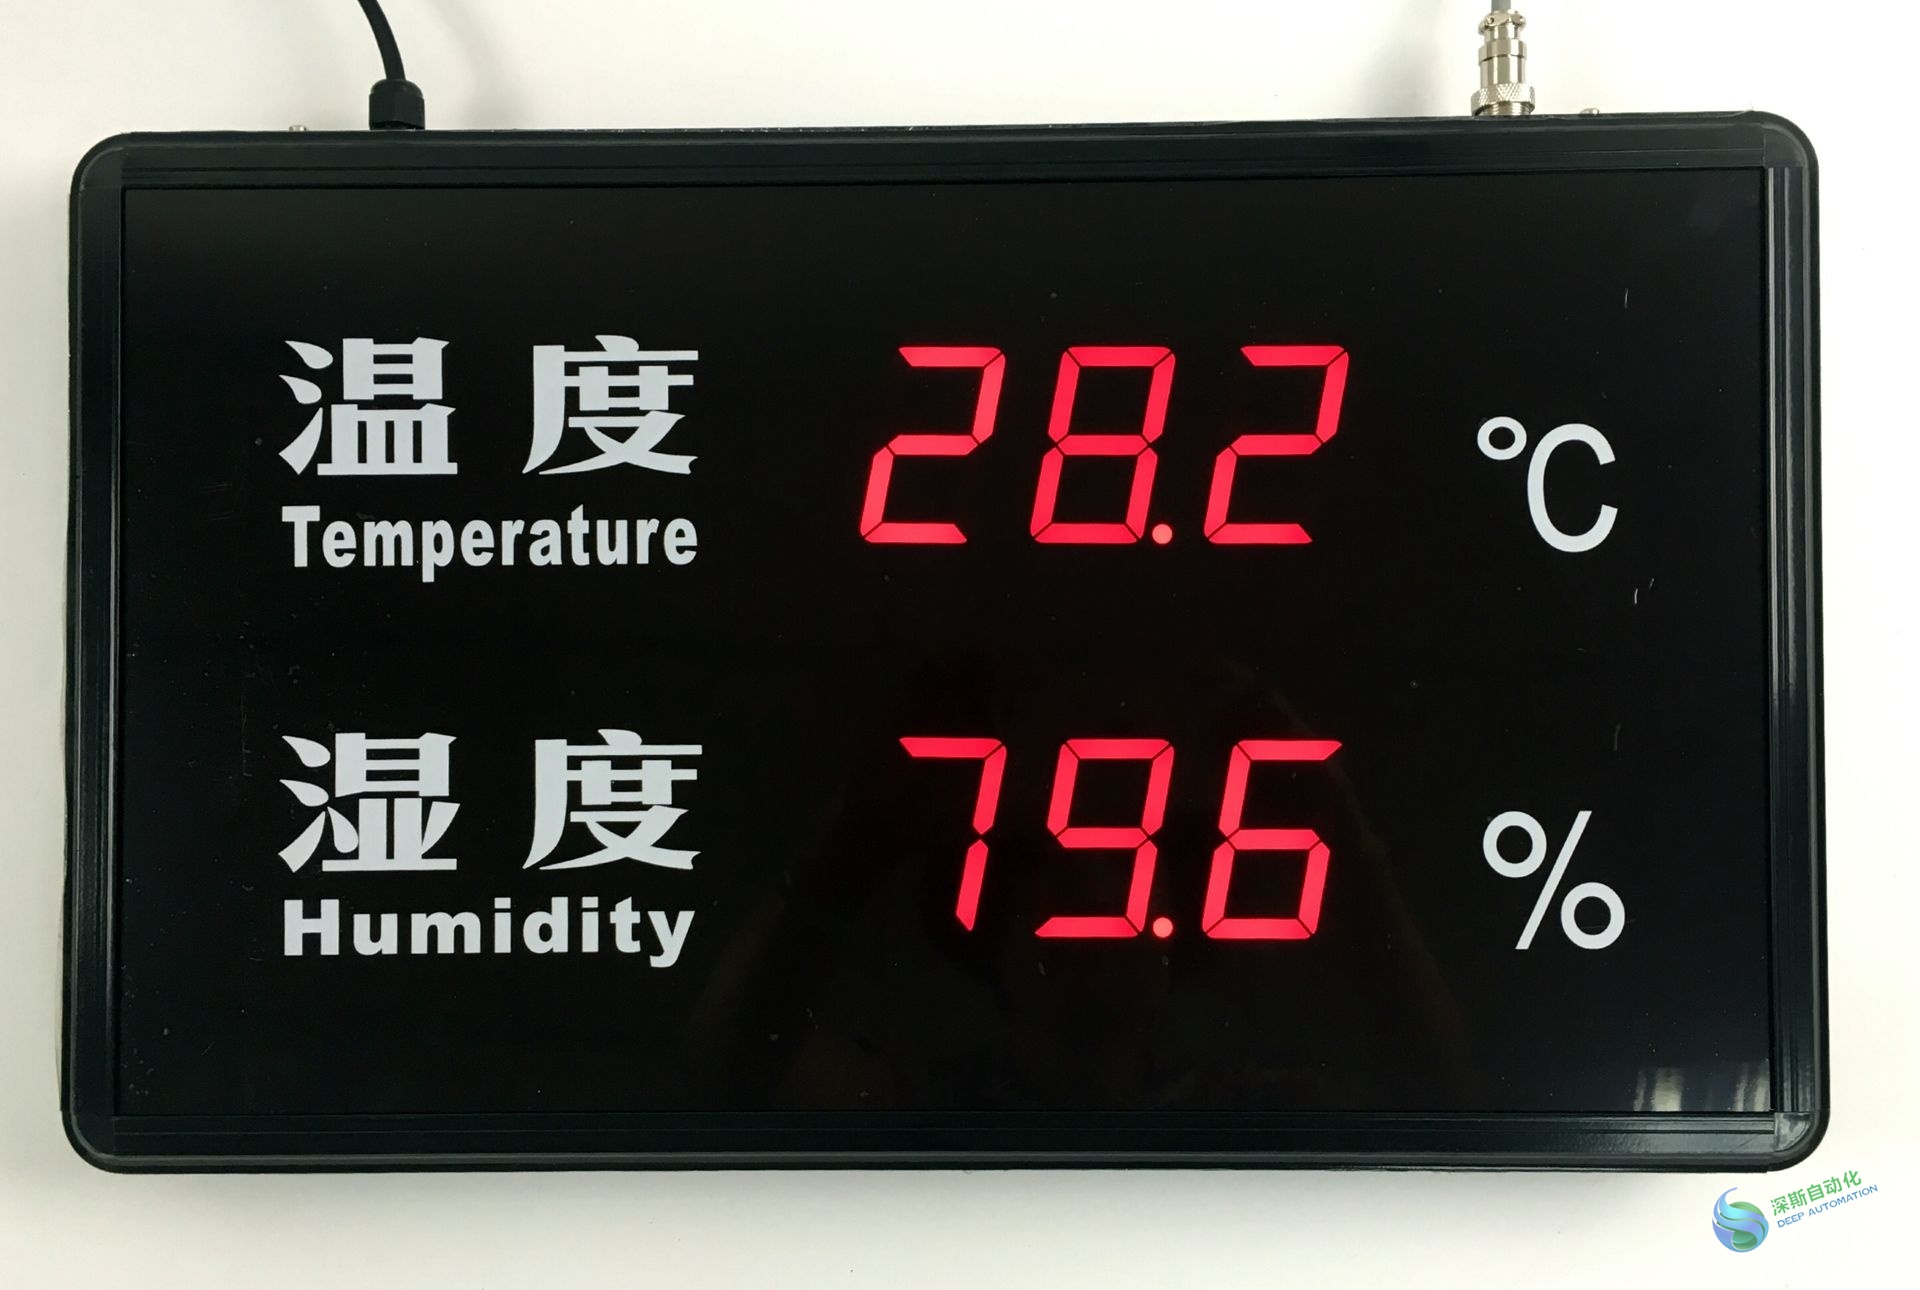 温度 28.2 ℃
Temperature
湿度 79.6 %
Humidity
深斯自动化
DEEP AUTOMATION